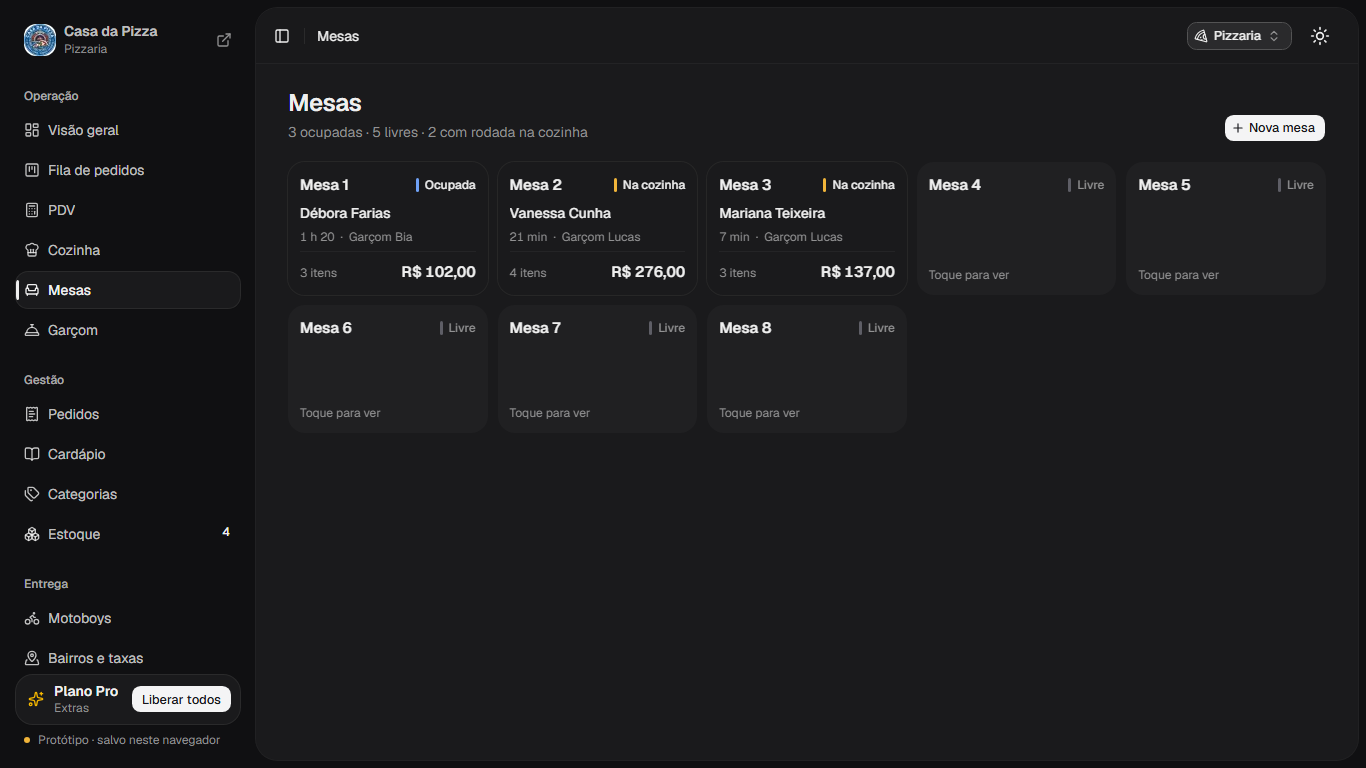 Casa da Pizza
Pizzaria
Operação
Visão geral
Fila de pedidos
PDV
Cozinha
Mesas
Garçom
Gestão
Pedidos
Cardápio
Categorias
Estoque 4
Entrega
Motoboys
Bairros e taxas
Plano Pro
Extras
Liberar todos
Protótipo · salvo neste navegador
Mesas
Pizzaria
Mesas
3 ocupadas · 5 livres · 2 com rodada na cozinha
+ Nova mesa
Mesa 1 Ocupada
Débora Farias
1 h 20 · Garçom Bia
3 itens R$ 102,00
Mesa 2 Na cozinha
Vanessa Cunha
21 min · Garçom Lucas
4 itens R$ 276,00
Mesa 3 Na cozinha
Mariana Teixeira
7 min · Garçom Lucas
3 itens R$ 137,00
Mesa 4 Livre
Toque para ver
Mesa 5 Livre
Toque para ver
Mesa 6 Livre
Toque para ver
Mesa 7 Livre
Toque para ver
Mesa 8 Livre
Toque para ver